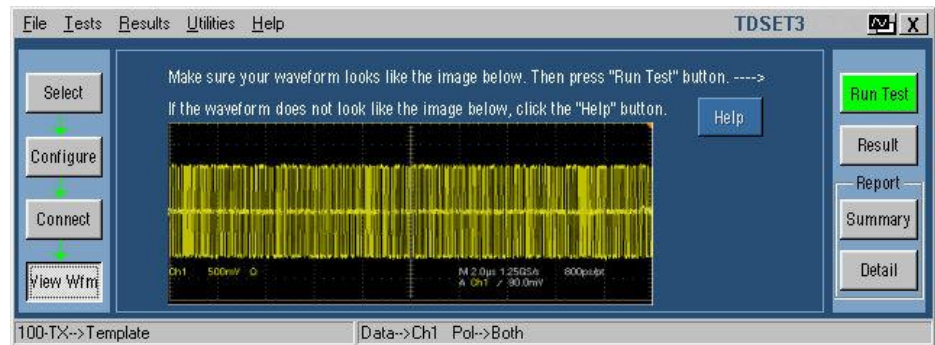 File Tests Results Utilities Help TDSET3 X
Make sure your waveform looks like the image below. Then press "Run Test" button. ---->
If the waveform does not look like the image below, click the "Help" button.
Help
Select
Configure
Connect
View Wfm
Ch1 500mV Ω M 2.0µs 1.25GS/s 800ps/pt
A Ch1 / 90.0mV
Run Test
Result
Report
Summary
Detail
100-TX-->Template Data-->Ch1 Pol-->Both